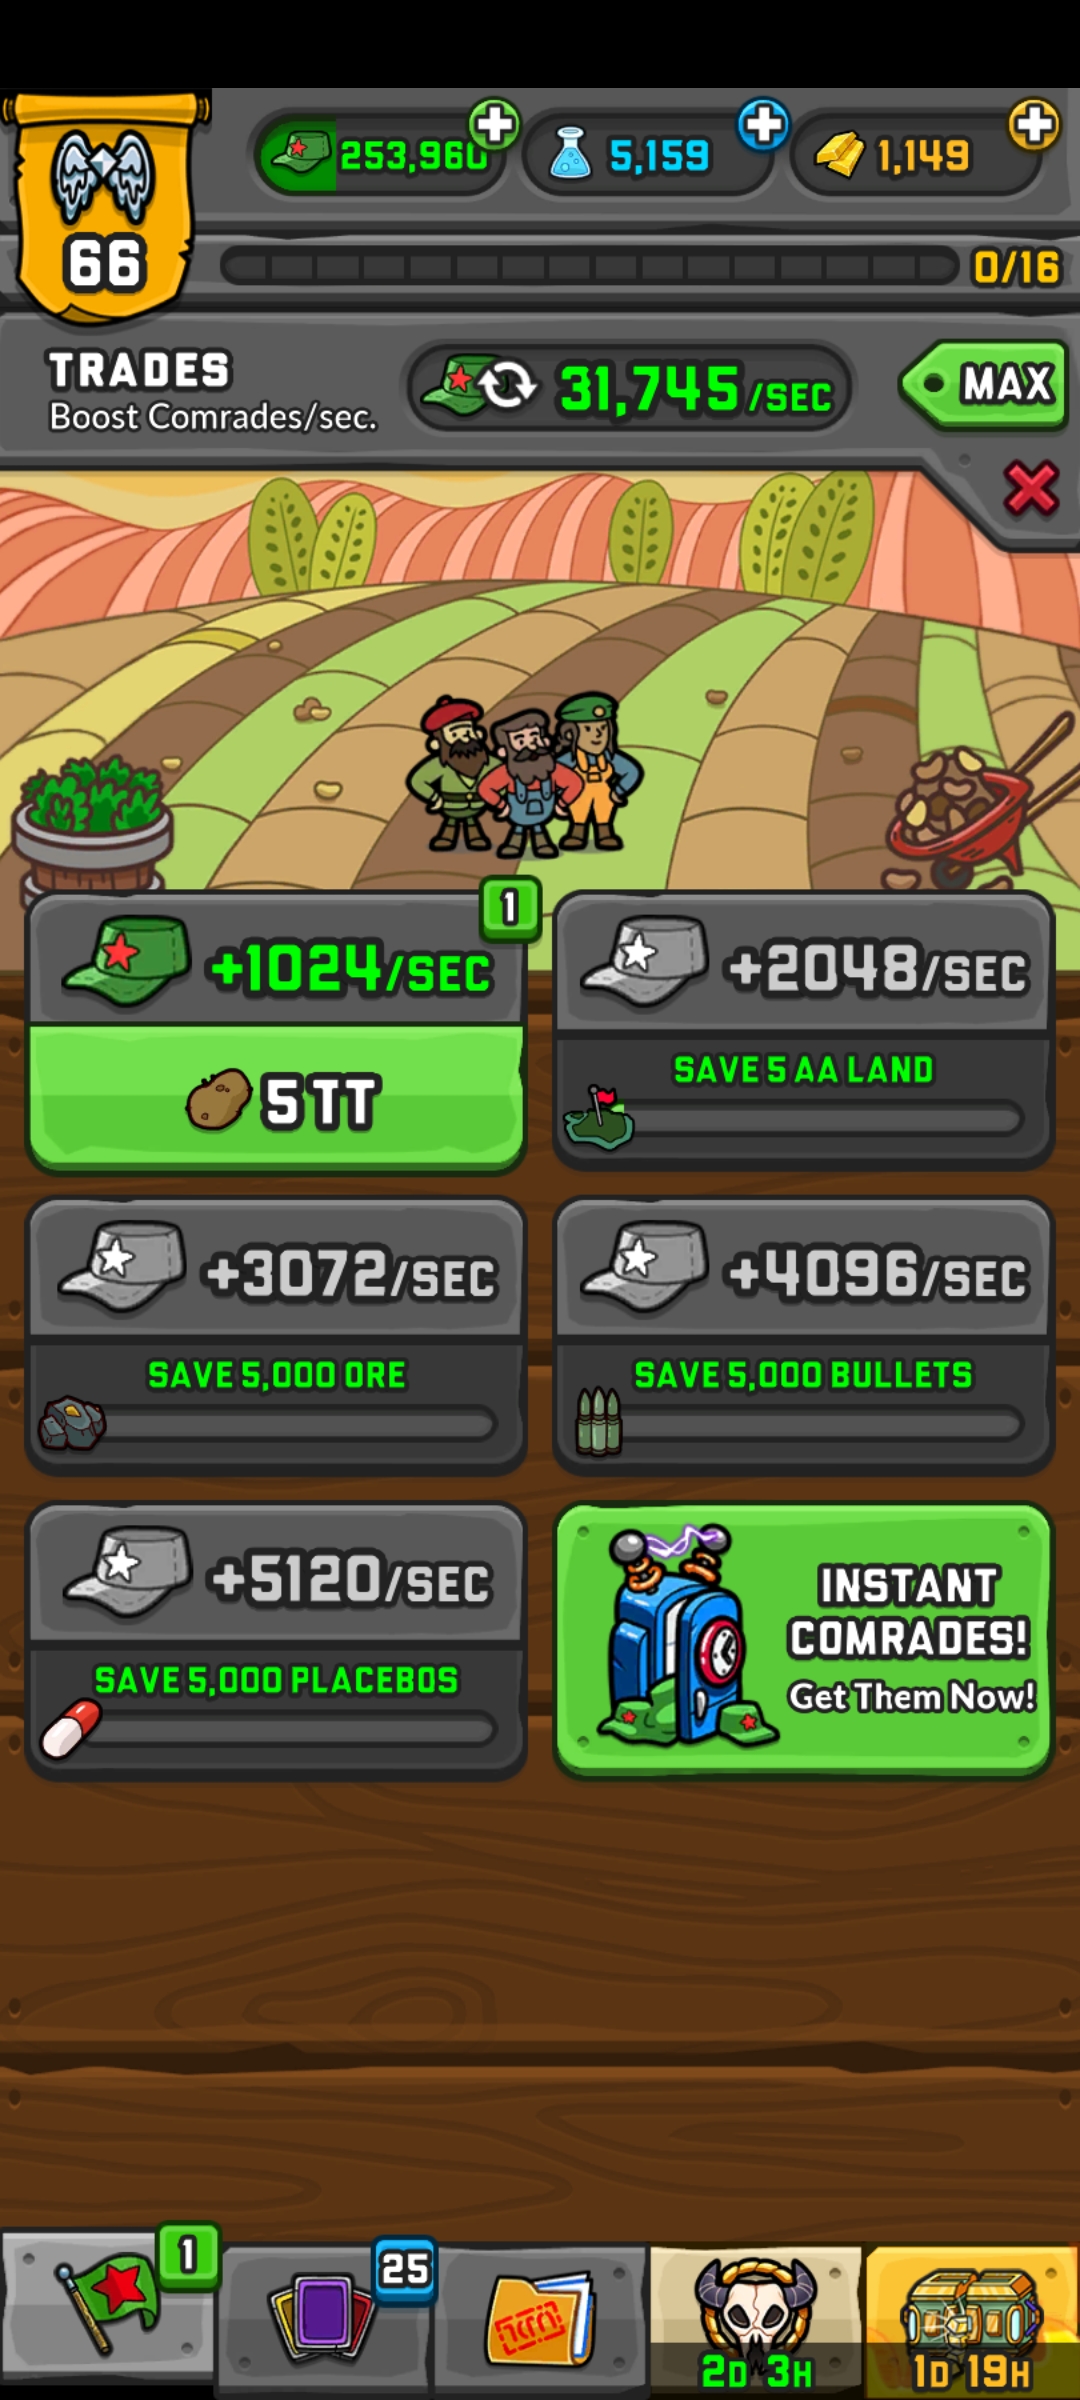 253,960
5,159
1,149
66
0/16
TRADES
Boost Comrades/sec.
31,745/SEC
MAX
1
+1024/SEC
5 TT
+2048/SEC
SAVE 5 AA LAND
+3072/SEC
SAVE 5,000 ORE
+4096/SEC
SAVE 5,000 BULLETS
+5120/SEC
SAVE 5,000 PLACEBOS
INSTANT
COMRADES!
Get Them Now!
1
25
2D 3H
1D 19H